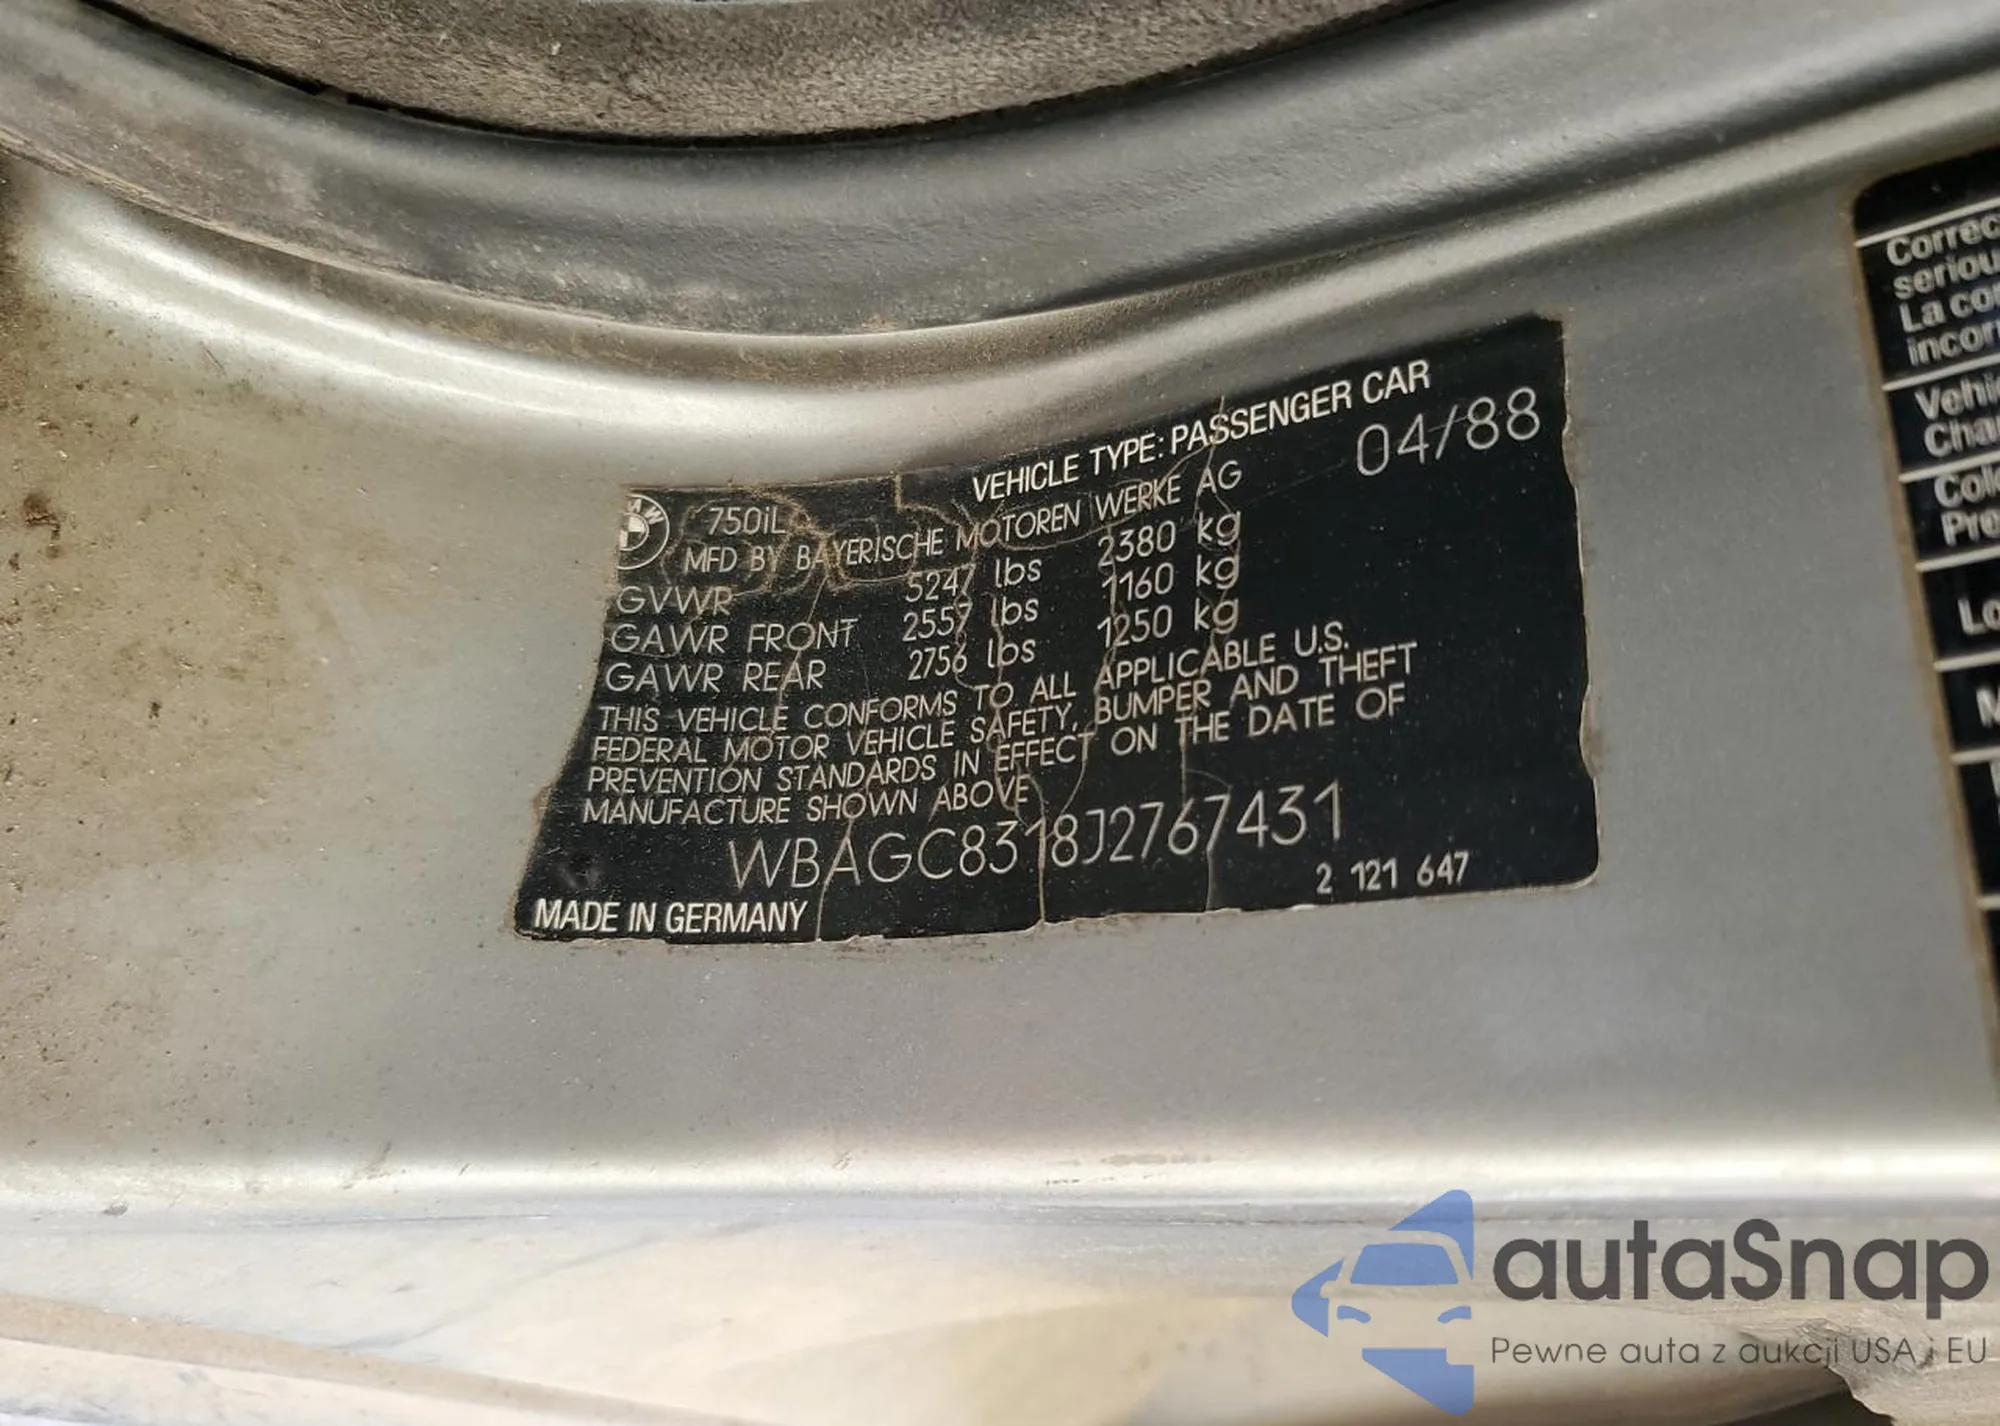 VEHICLE TYPE: PASSENGER CAR
750iL
04/88
MFD BY BAYERISCHE MOTOREN WERKE AG
GVWR 5247 lbs 2380 kg
GAWR FRONT 2557 lbs 1160 kg
GAWR REAR 2756 lbs 1250 kg
THIS VEHICLE CONFORMS TO ALL APPLICABLE U.S.
FEDERAL MOTOR VEHICLE SAFETY, BUMPER AND THEFT
PREVENTION STANDARDS IN EFFECT ON THE DATE OF
MANUFACTURE SHOWN ABOVE
WBAGC8318J2767431
2 121 647
MADE IN GERMANY
La
autaSnap
Pewne auta z aukcji USA i EU